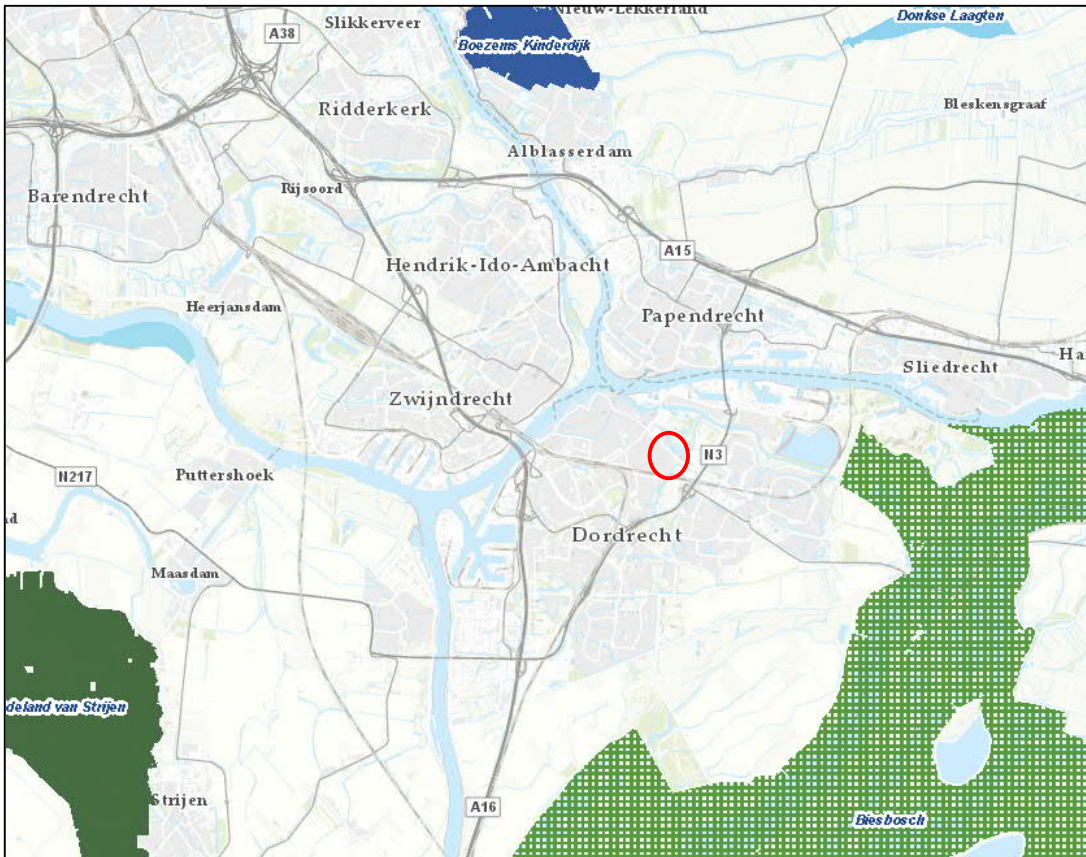 Nieuw-Lekkerland
Donkse Laagten
Slikkerveer
A38
Boezems Kinderdijk
Bleskensgraaf
Ridderkerk
Alblasserdam
Rijsoord
Barendrecht
A15
Hendrik-Ido-Ambacht
Heerjansdam
Papendrecht
Ha
Sliedrecht
Zwijndrecht
N3
N217
Puttershoek
d
Dordrecht
Maasdam
deland van Strijen
Strijen
A16
Biesbosch